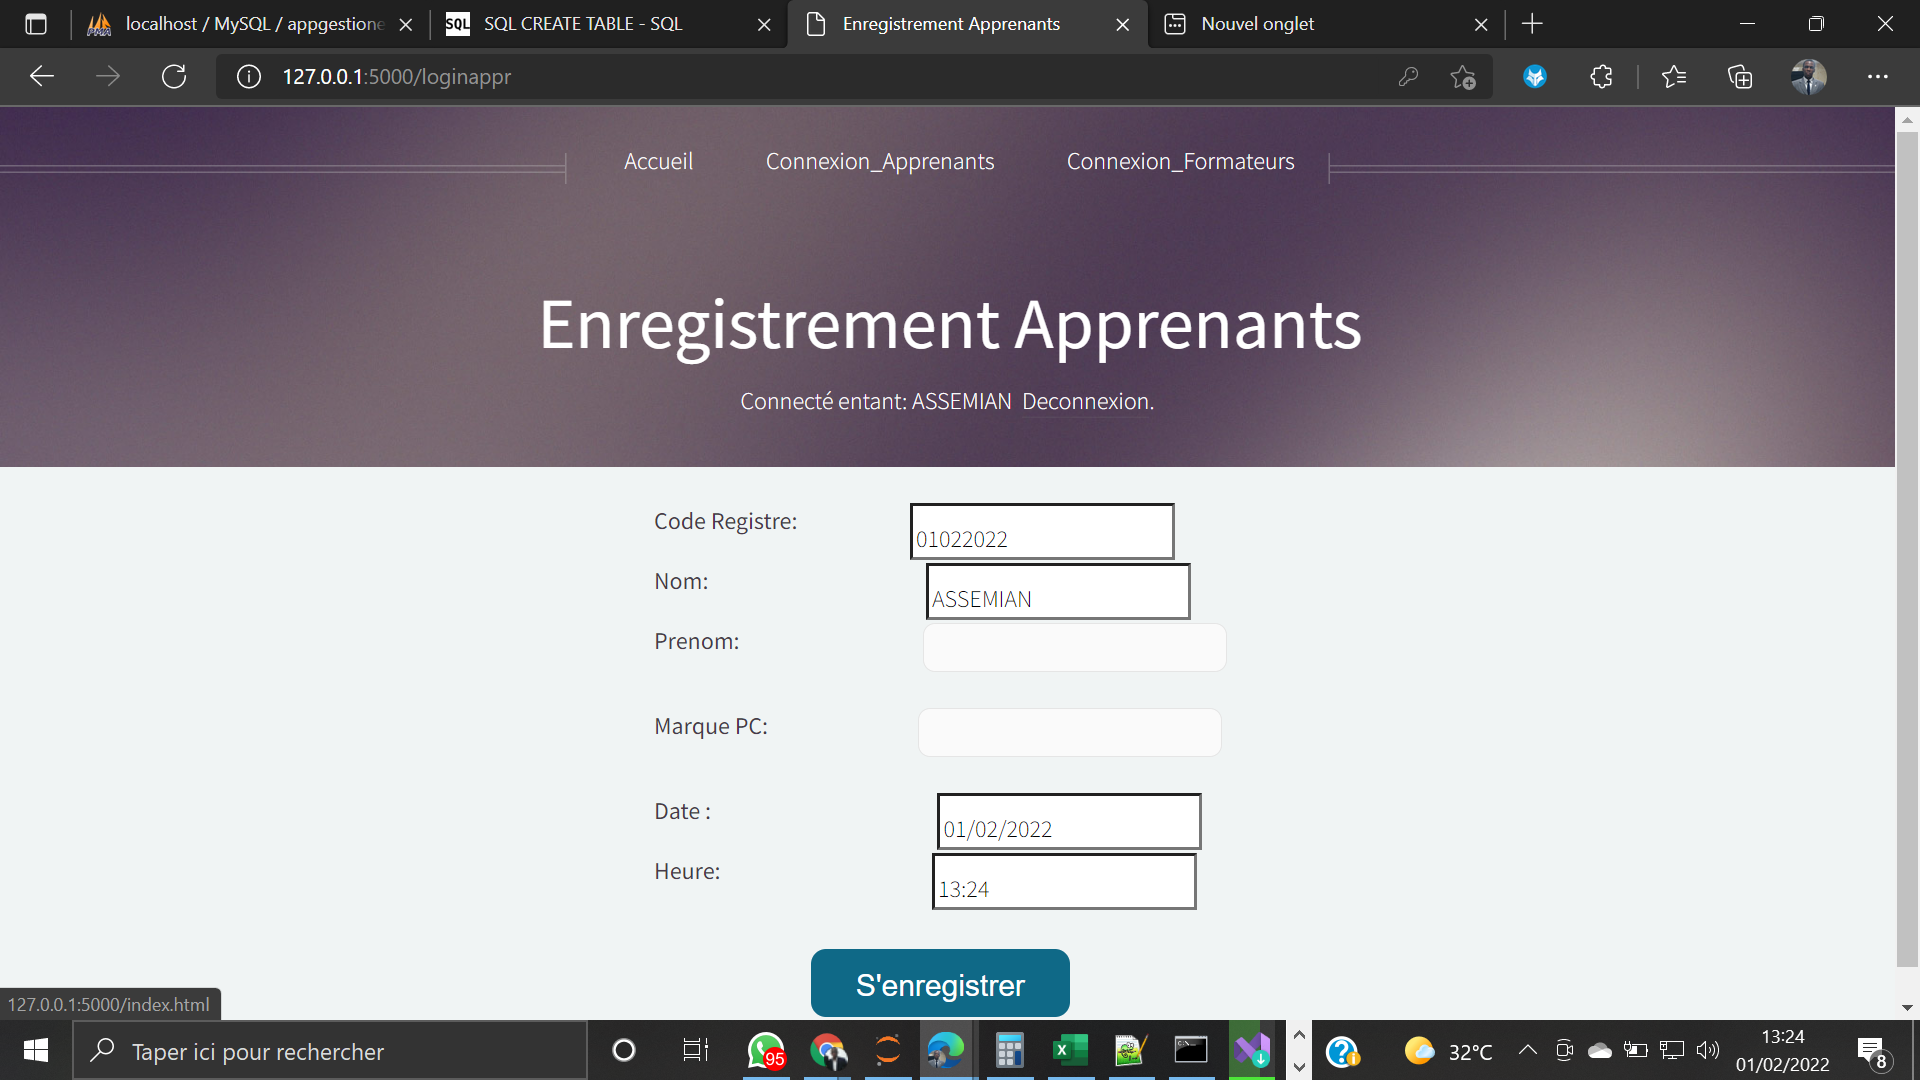 localhost / MySQL / appgestione
SQL SQL CREATE TABLE - SQL
Enregistrement Apprenants
Nouvel onglet
127.0.0.1:5000/loginappr
Accueil Connexion_Apprenants Connexion_Formateurs
Enregistrement Apprenants
Connecté entant: ASSEMIAN Deconnexion.
Code Registre: 01022022
Nom: ASSEMIAN
Prenom:
Marque PC:
Date : 01/02/2022
Heure: 13:24
S'enregistrer
127.0.0.1:5000/index.html
Taper ici pour rechercher
95
32°C
13:24
01/02/2022
8